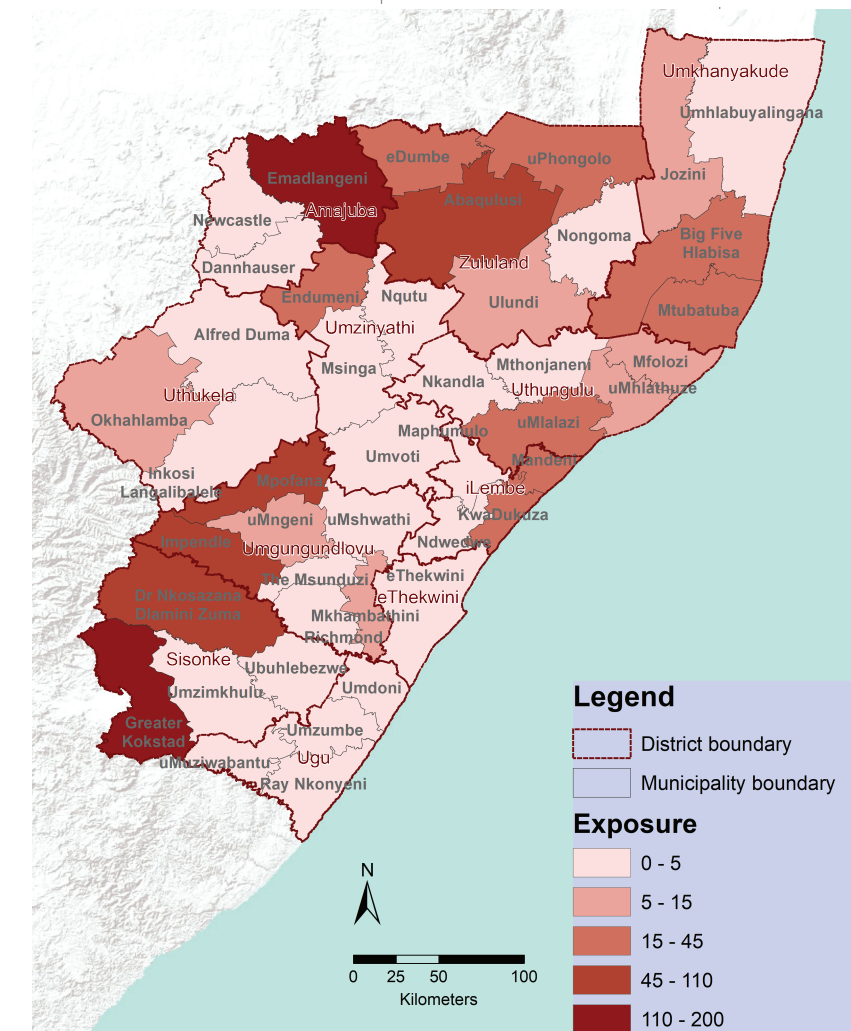 Umkhanyakude
Umhlabuyalingana
eDumbe
uPhongolo
Emadlangeni
Jozini
Abaqulusi
Amajuba
Newcastle
Nongoma
Big Five
Hlabisa
Dannhauser
Zululand
Endumeni
Nqutu
Ulundi
Mtubatuba
Umzinyathi
Alfred Duma
Mthonjaneni
Mfolozi
Msinga
Nkandla
Uthungulu
uMhlathuze
Uthukela
Okhahlamba
uMlalazi
Maphumulo
Umvoti
Mandeni
Inkosi
Langalibalele
Mpofana
iLembe
uMngeni
uMshwathi
KwaDukuza
Impendle
Umgungundlovu
Ndwedwe
The Msunduzi
eThekwini
Dr Nkosazana
Dlamini Zuma
eThekwini
Mkhambathini
Richmond
Sisonke
Ubuhlebezwe
Umzimkhulu
Umdoni
Greater
Kokstad
Umzumbe
uMuziwabantu
Ugu
Ray Nkonyeni
N
0 25 50 100
Kilometers
Legend
District boundary
Municipality boundary
Exposure
0 - 5
5 - 15
15 - 45
45 - 110
110 - 200